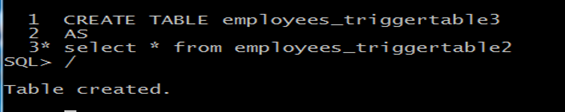 1 CREATE TABLE employees_triggertable3
2 AS
3* select * from employees_triggertable2
SQL> /
Table created.